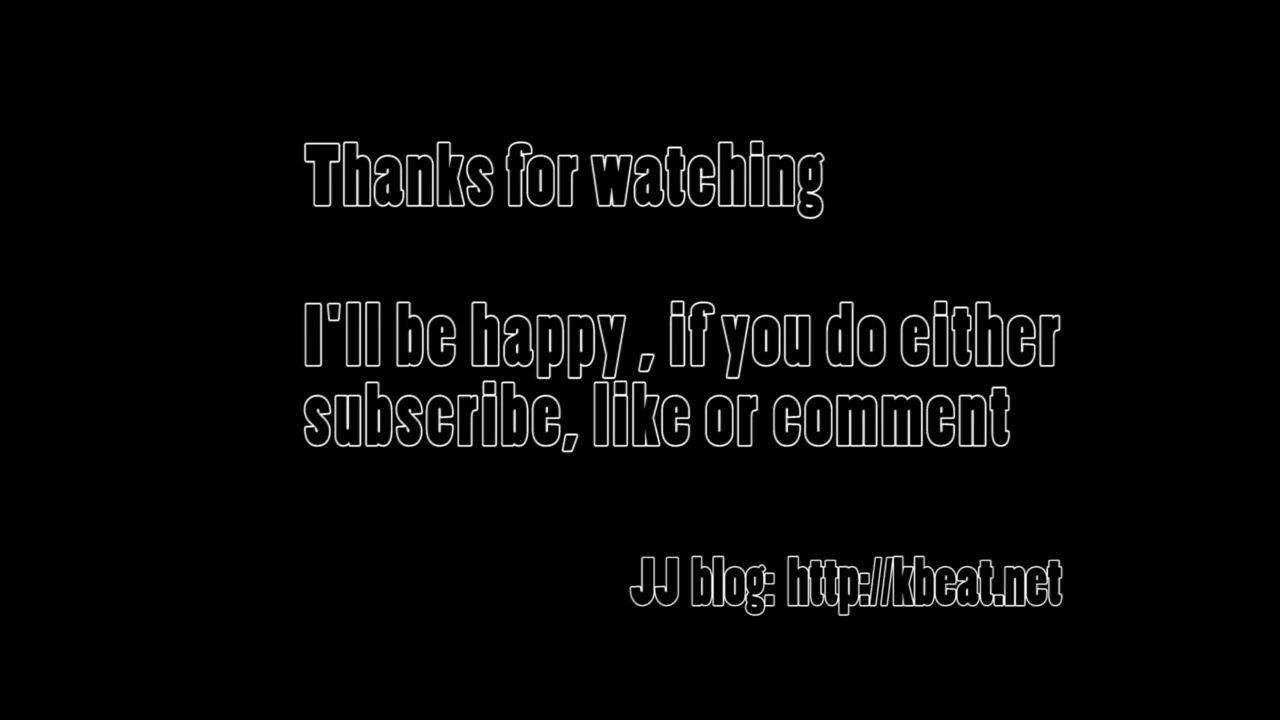 Thanks for watching
I'll be happy , if you do either
subscribe, like or comment
JJ blog: http://kbeat.net